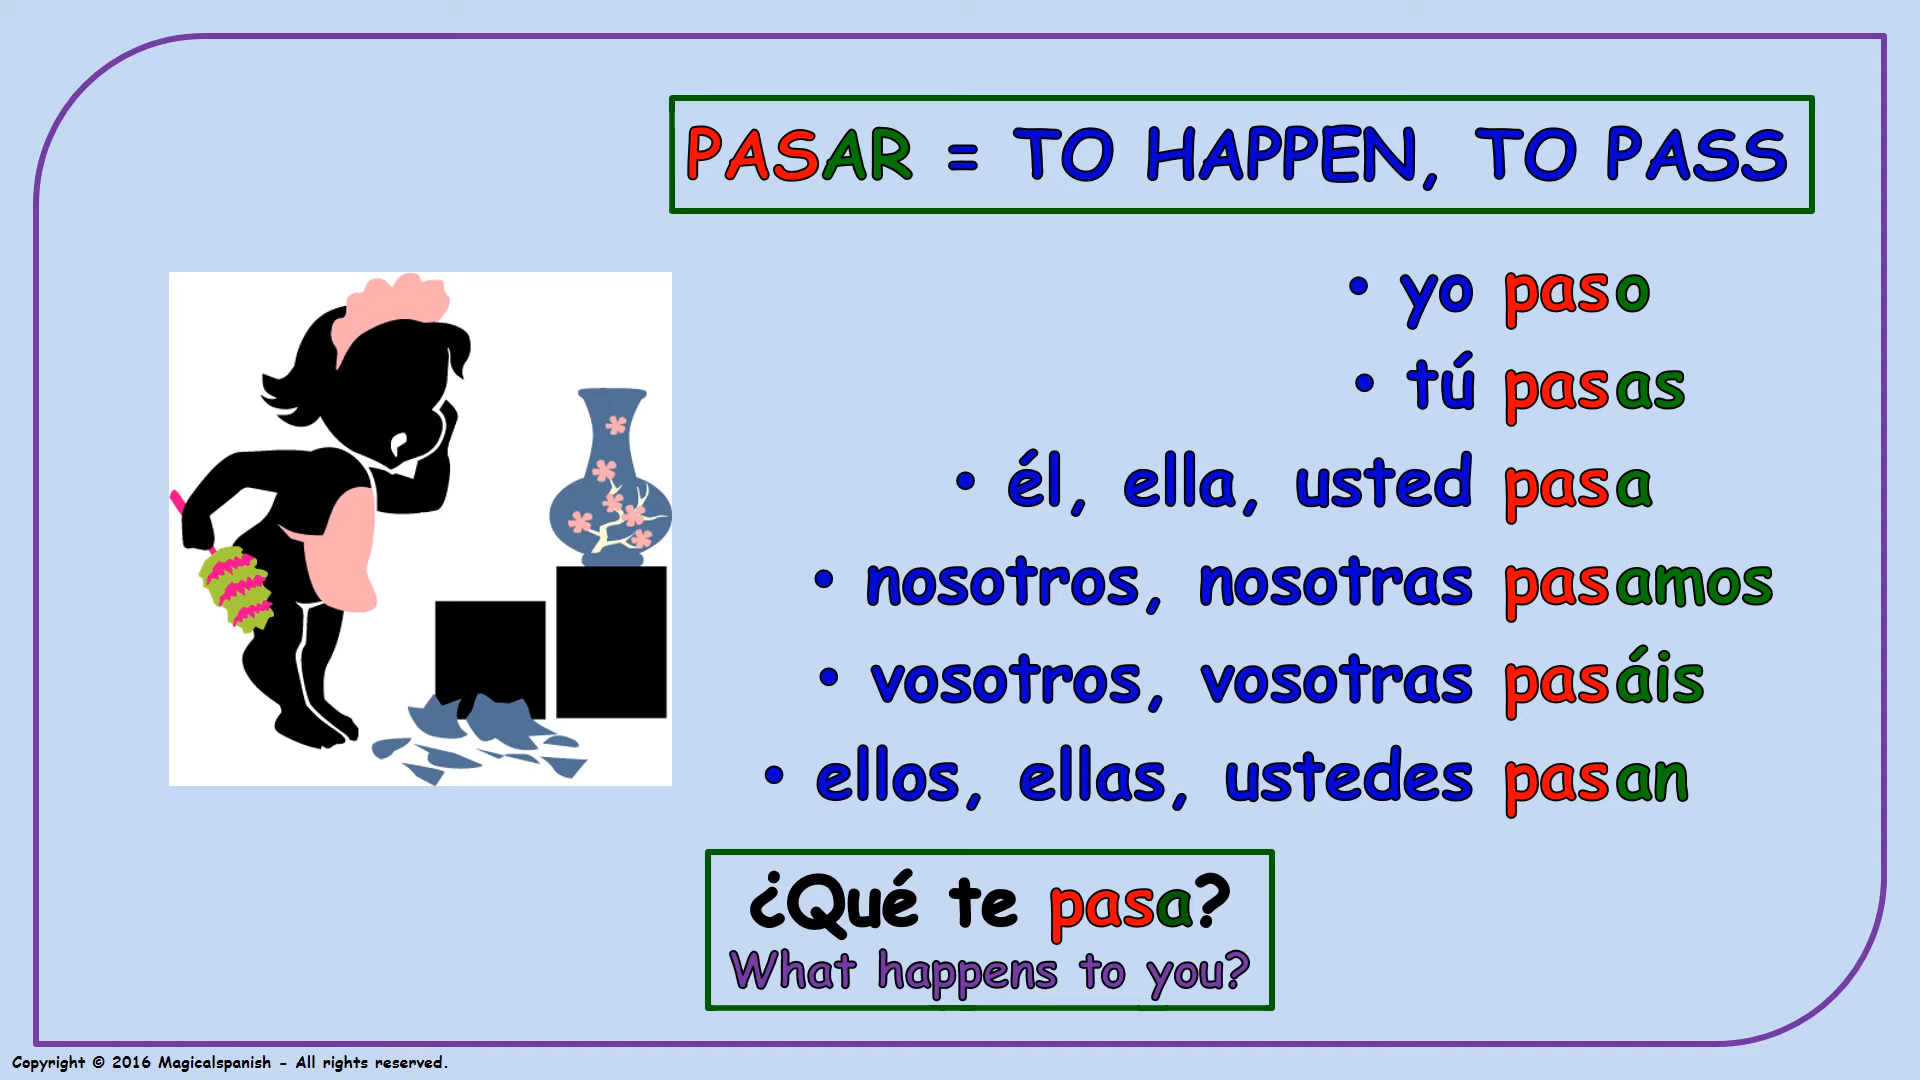 PASAR = TO HAPPEN, TO PASS
• yo paso
• tú pasas
• él, ella, usted pasa
• nosotros, nosotras pasamos
• vosotros, vosotras pasáis
• ellos, ellas, ustedes pasan
¿Qué te pasa?
What happens to you?
Copyright © 2016 Magicalspanish - All rights reserved.